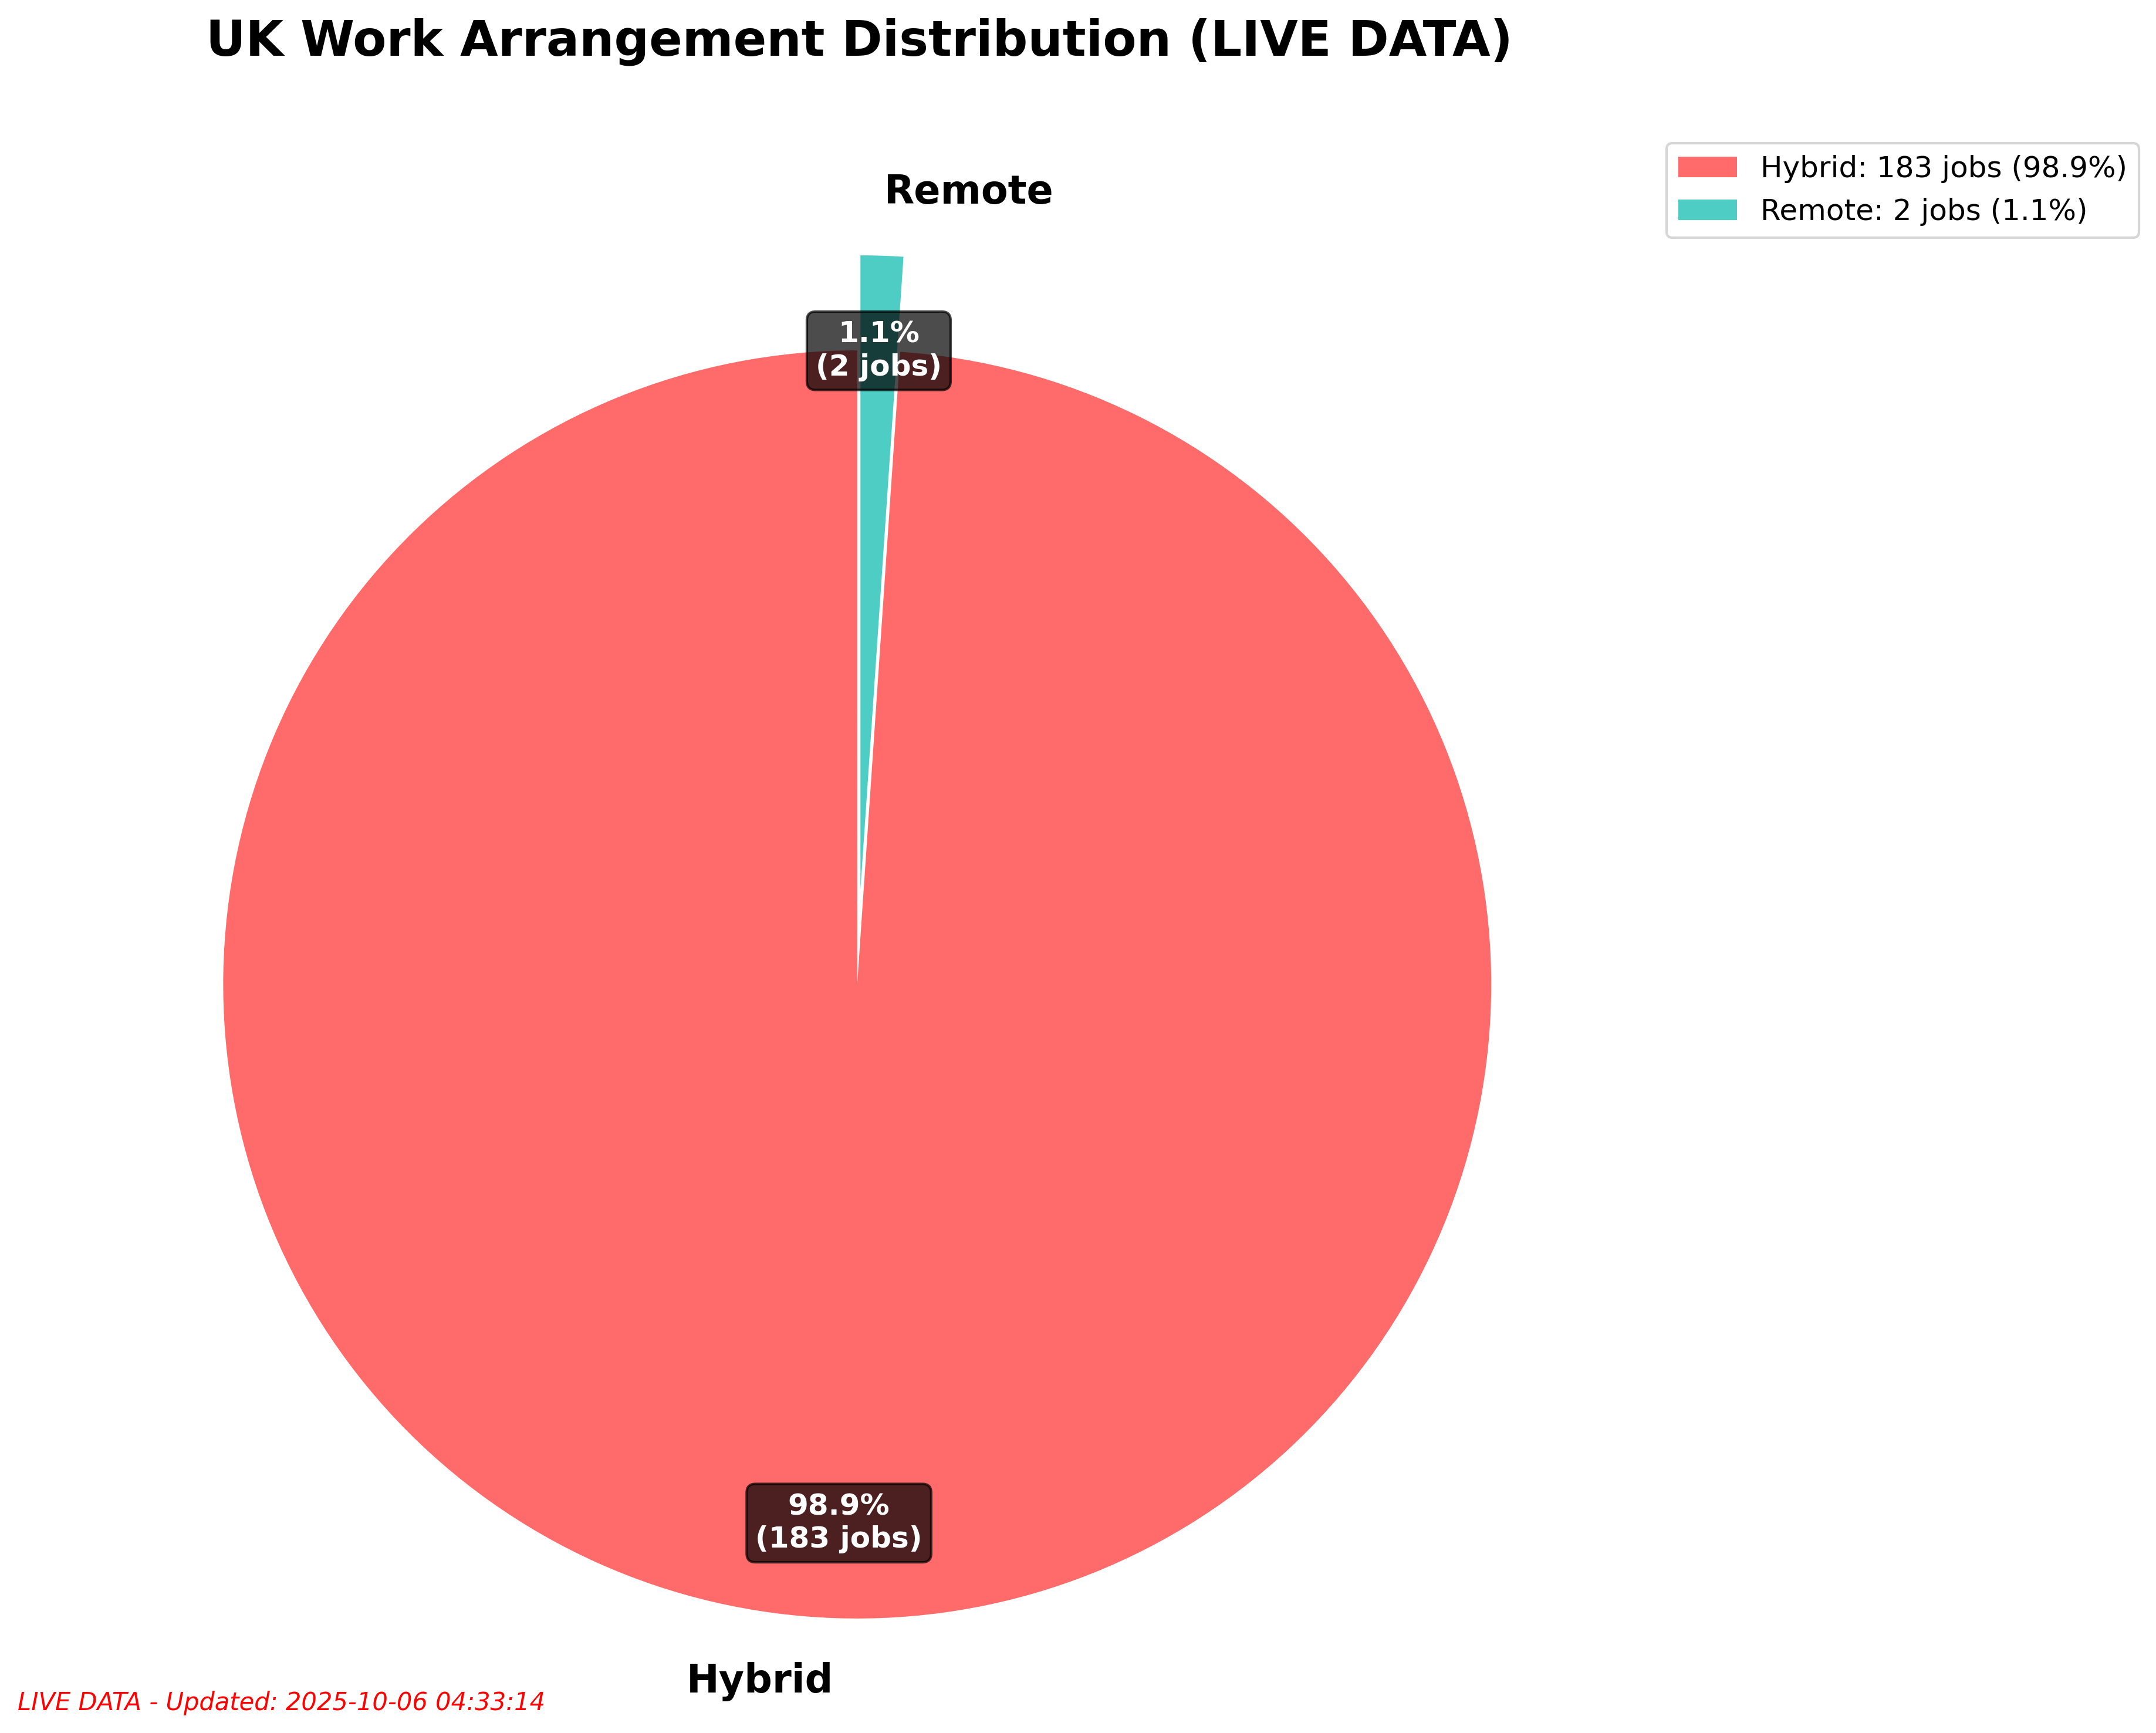 UK Work Arrangement Distribution (LIVE DATA)
Hybrid: 183 jobs (98.9%)
Remote: 2 jobs (1.1%)
Remote
1.1%
(2 jobs)
98.9%
(183 jobs)
Hybrid
LIVE DATA - Updated: 2025-10-06 04:33:14